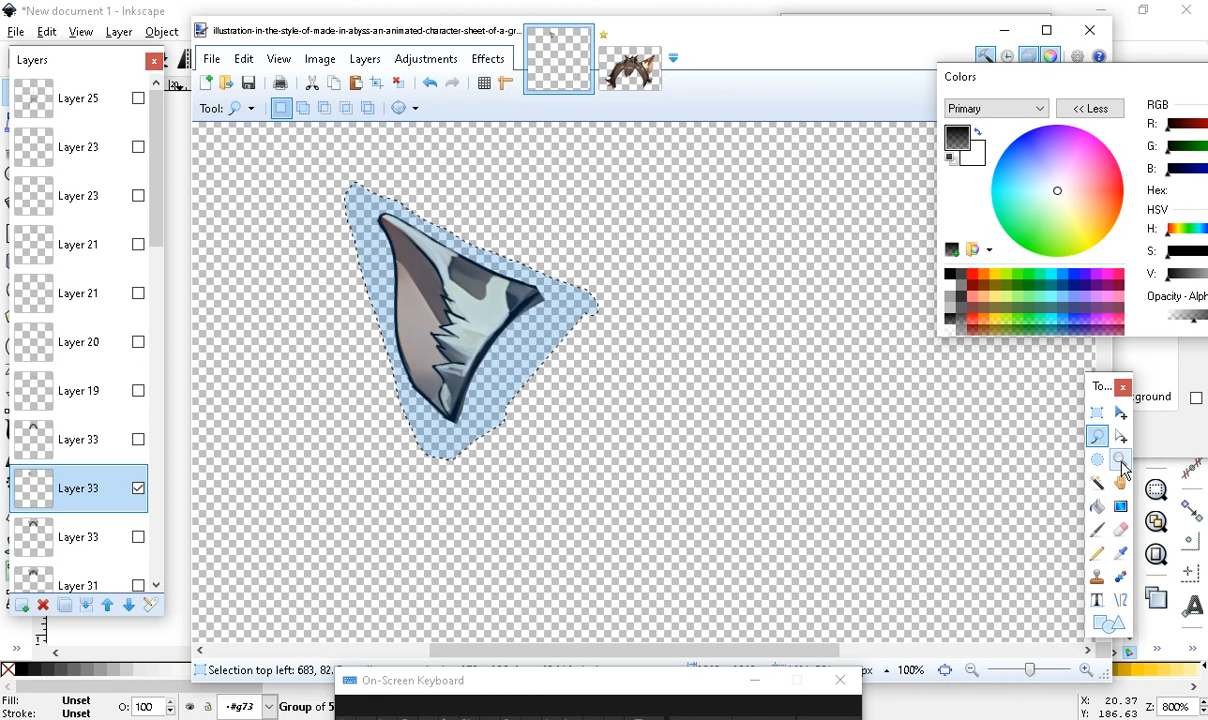 *New document 1 - Inkscape
File Edit View Layer Object
Layers
Layer 25
Layer 23
Layer 23
Layer 21
Layer 21
Layer 20
Layer 19
Layer 33
Layer 33
Layer 33
Layer 31
illustration-in-the-style-of-made-in-abyss-an-animated-character-sheet-of-a-gr...
File Edit View Image Layers Adjustments Effects
Tool:
Colors
Primary
<< Less
RGB
R:
G:
B:
Hex:
HSV
H:
S:
V:
Opacity - Alph
To...
ground
Selection top left: 683, 82.
px
100%
On-Screen Keyboard
Fill: Unset
Stroke: Unset
O: 100
•#g73
Group of 5
X: 20.37
Y: 186.63
Z: 800%